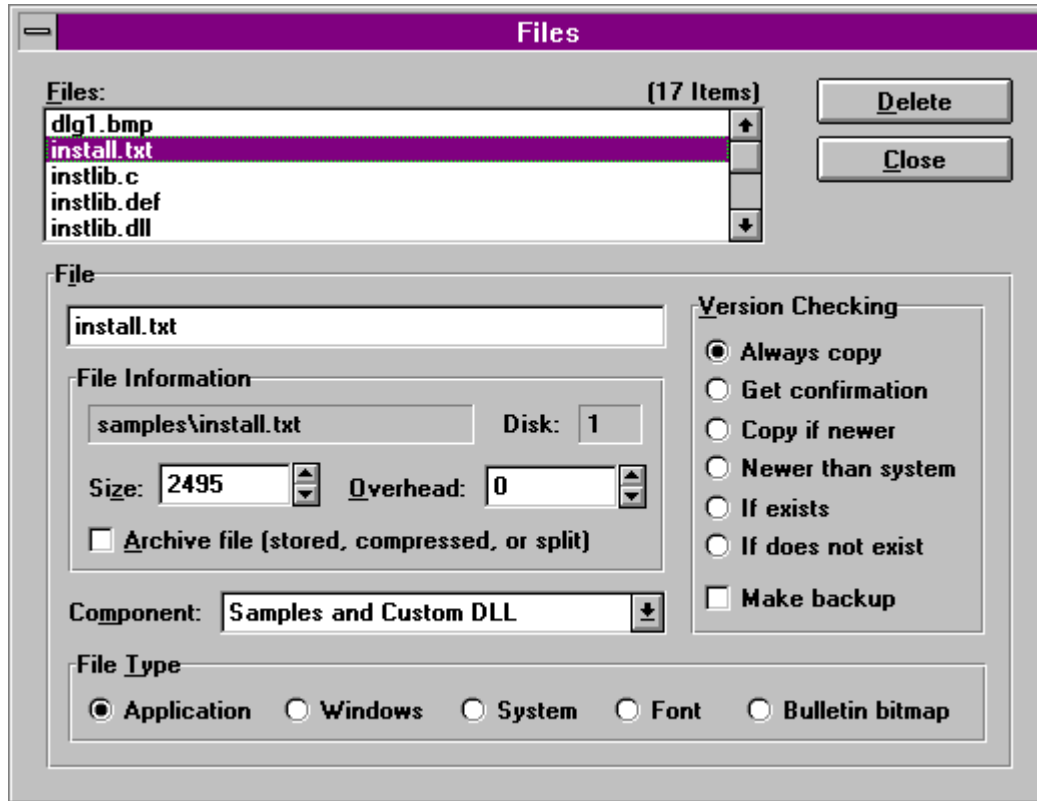 Files
Files: (17 Items)
dlg1.bmp
install.txt
instlib.c
instlib.def
instlib.dll
Delete
Close
File
install.txt
File Information
samples\install.txt Disk: 1
Size: 2495 Overhead: 0
Archive file (stored, compressed, or split)
Component: Samples and Custom DLL
Version Checking
Always copy
Get confirmation
Copy if newer
Newer than system
If exists
If does not exist
Make backup
File Type
Application Windows System Font Bulletin bitmap